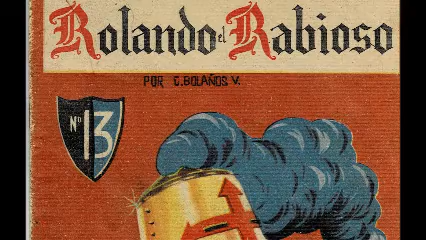 Rolando el Rabioso
POR C.BOLAÑOS V.
Nº 13